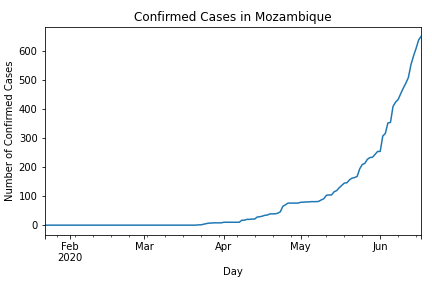 Confirmed Cases in Mozambique
Number of Confirmed Cases
600
500
400
300
200
100
0
Feb
2020
Mar
Apr
May
Jun
Day